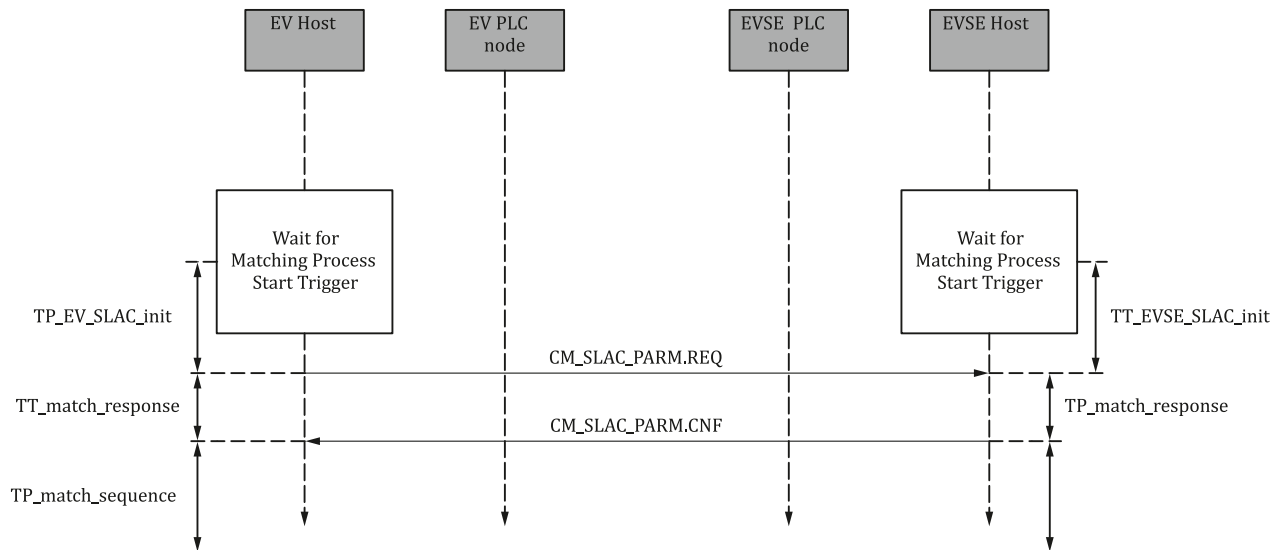 EV Host
EV PLC
node
EVSE PLC
node
EVSE Host
Wait for
Matching Process
Start Trigger
Wait for
Matching Process
Start Trigger
TP_EV_SLAC_init
TT_EVSE_SLAC_init
CM_SLAC_PARM.REQ
TT_match_response
TP_match_response
CM_SLAC_PARM.CNF
TP_match_sequence